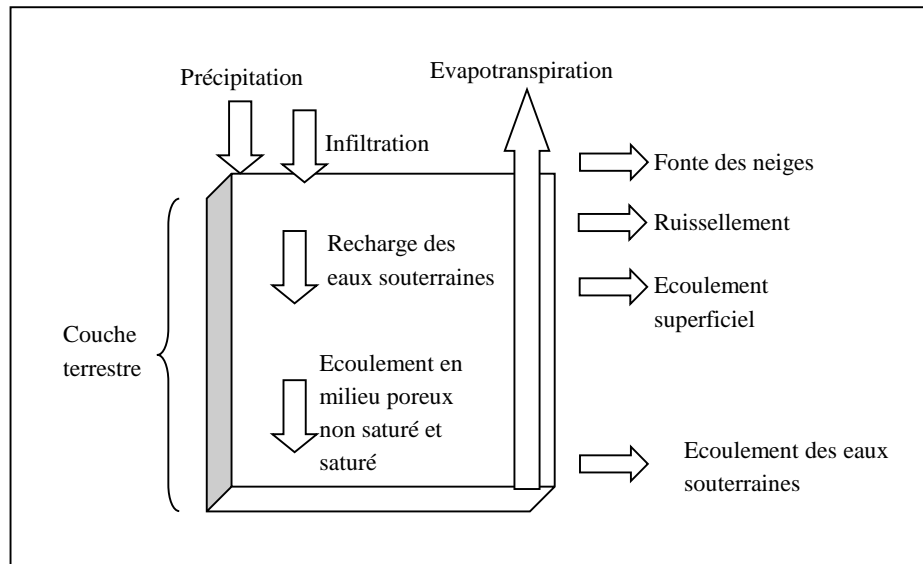 Précipitation
Evapotranspiration
Infiltration
Fonte des neiges
Ruissellement
Recharge des
eaux souterraines
Ecoulement
superficiel
Couche
terrestre
Ecoulement en
milieu poreux
non saturé et
saturé
Ecoulement des eaux
souterraines